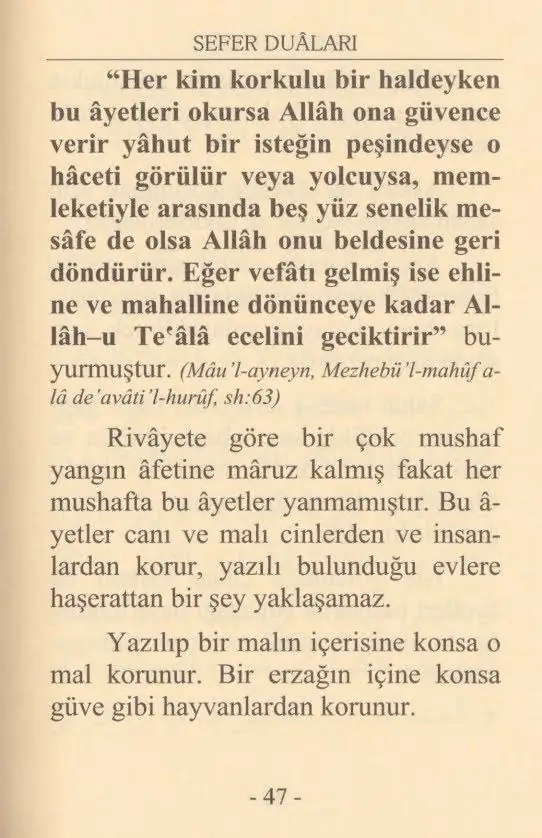 SEFER DUÂLARI
“Her kim korkulu bir haldeyken
bu âyetleri okursa Allâh ona güvence
verir yâhut bir isteğin peşindeyse o
hâceti görülür veya yolcuysa, mem-
leketiyle arasında beş yüz senelik me-
sâfe de olsa Allâh onu beldesine geri
döndürür. Eğer vefâtı gelmiş ise ehli-
ne ve mahalline dönünceye kadar Al-
lâh–u Teʿâlâ ecelini geciktirir” bu-
yurmuştur. (Mâu'l-ayneyn, Mezhebü'l-mahûf a-
lâ de'avâti'l-hurûf, sh:63)
Rivâyete göre bir çok mushaf
yangın âfetine mâruz kalmış fakat her
mushafta bu âyetler yanmamıştır. Bu â-
yetler canı ve malı cinlerden ve insan-
lardan korur, yazılı bulunduğu evlere
haşerattan bir şey yaklaşamaz.
Yazılıp bir malın içerisine konsa o
mal korunur. Bir erzağın içine konsa
güve gibi hayvanlardan korunur.
- 47 -